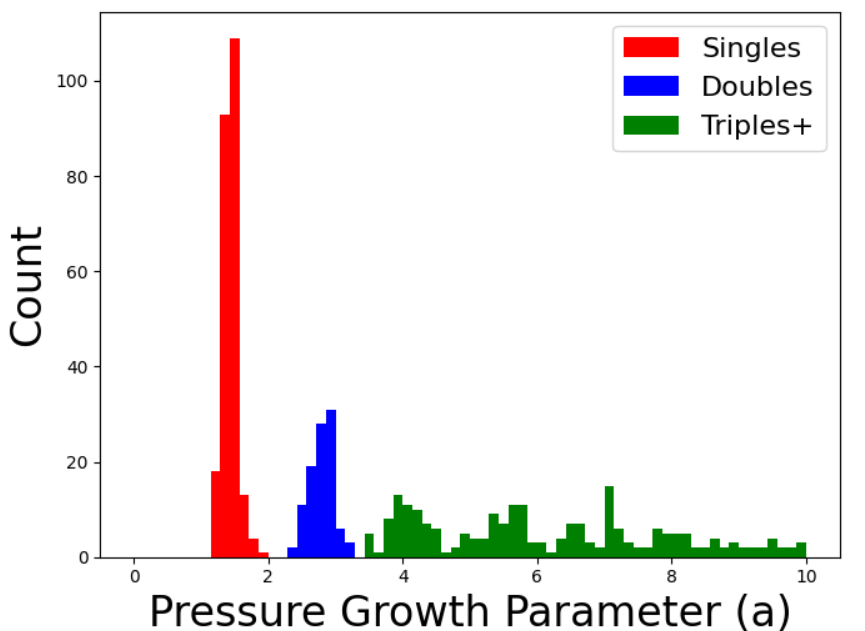 Singles
Doubles
Triples+
Count
100
80
60
40
20
0
0 2 4 6 8 10
Pressure Growth Parameter (a)